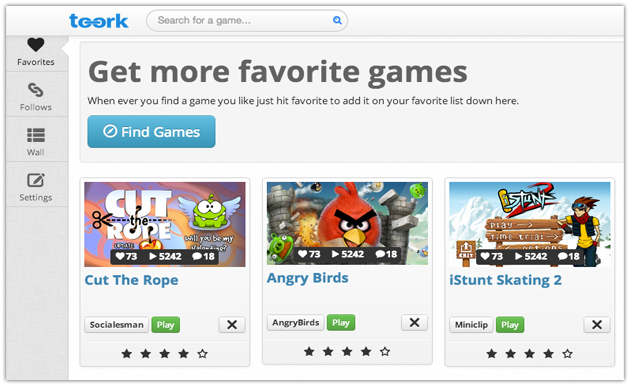 teork
Search for a game...
Favorites
Follows
Wall
Settings
Get more favorite games
When ever you find a game you like just hit favorite to add it on your favorite list down here.
Find Games
CUT
the
ROPE
UPDATE
will you be my
73 5242 18
Cut The Rope
Socialesman Play
73 5242 18
Angry Birds
AngryBirds Play
iSTUNT 2
PLAY
TIME TRIAL
EXIT
73 5242 18
iStunt Skating 2
Miniclip Play